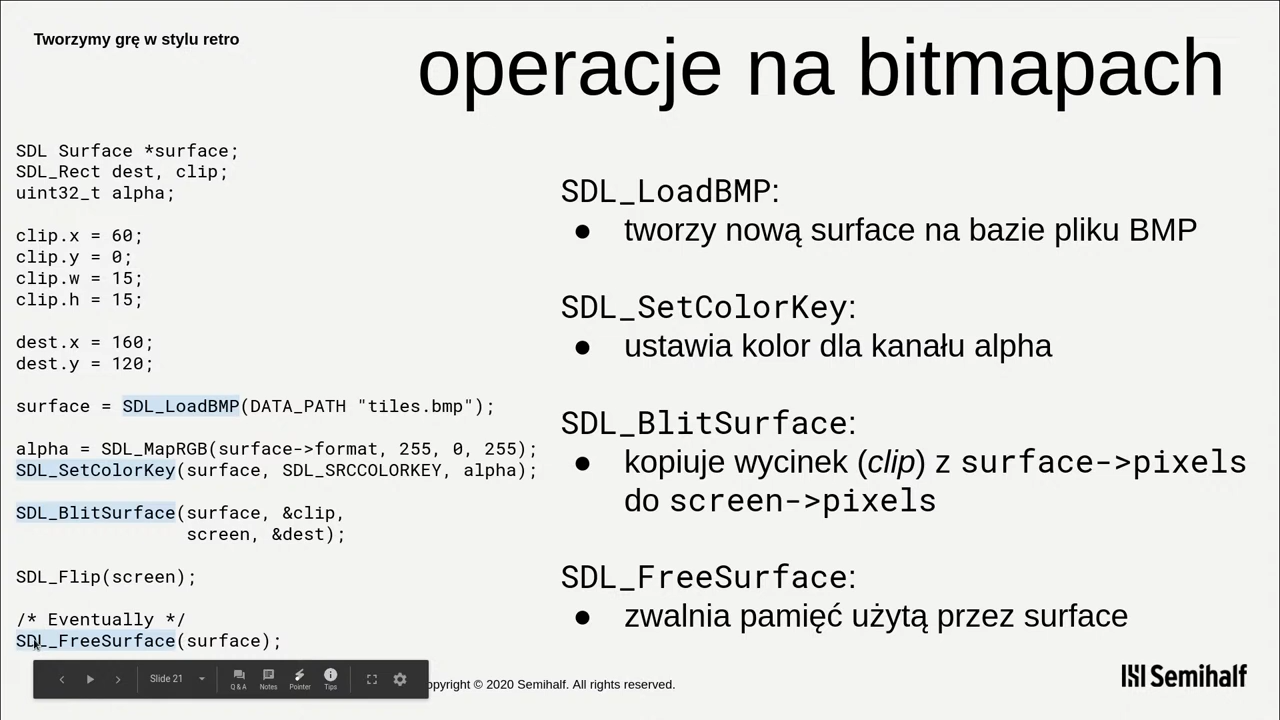 Tworzymy grę w stylu retro
operacje na bitmapach
SDL Surface *surface;
SDL_Rect dest, clip;
uint32_t alpha;
clip.x = 60;
clip.y = 0;
clip.w = 15;
clip.h = 15;
dest.x = 160;
dest.y = 120;
surface = SDL_LoadBMP(DATA_PATH "tiles.bmp");
alpha = SDL_MapRGB(surface->format, 255, 0, 255);
SDL_SetColorKey(surface, SDL_SRCCOLORKEY, alpha);
SDL_BlitSurface(surface, &clip,
screen, &dest);
SDL_Flip(screen);
/* Eventually */
SDL_FreeSurface(surface);
SDL_LoadBMP:
● tworzy nową surface na bazie pliku BMP
SDL_SetColorKey:
● ustawia kolor dla kanału alpha
SDL_BlitSurface:
● kopiuje wycinek (clip) z surface->pixels
do screen->pixels
SDL_FreeSurface:
● zwalnia pamięć użytą przez surface
Slide 21
Q & A
Notes
Pointer
Tips
opyright © 2020 Semihalf. All rights reserved.
Semihalf